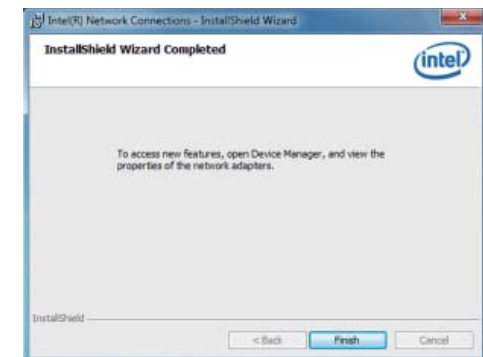 Intel(R) Network Connections - InstallShield Wizard
InstallShield Wizard Completed
intel
To access new features, open Device Manager, and view the
properties of the network adapters.
InstallShield
< Back
Finish
Cancel